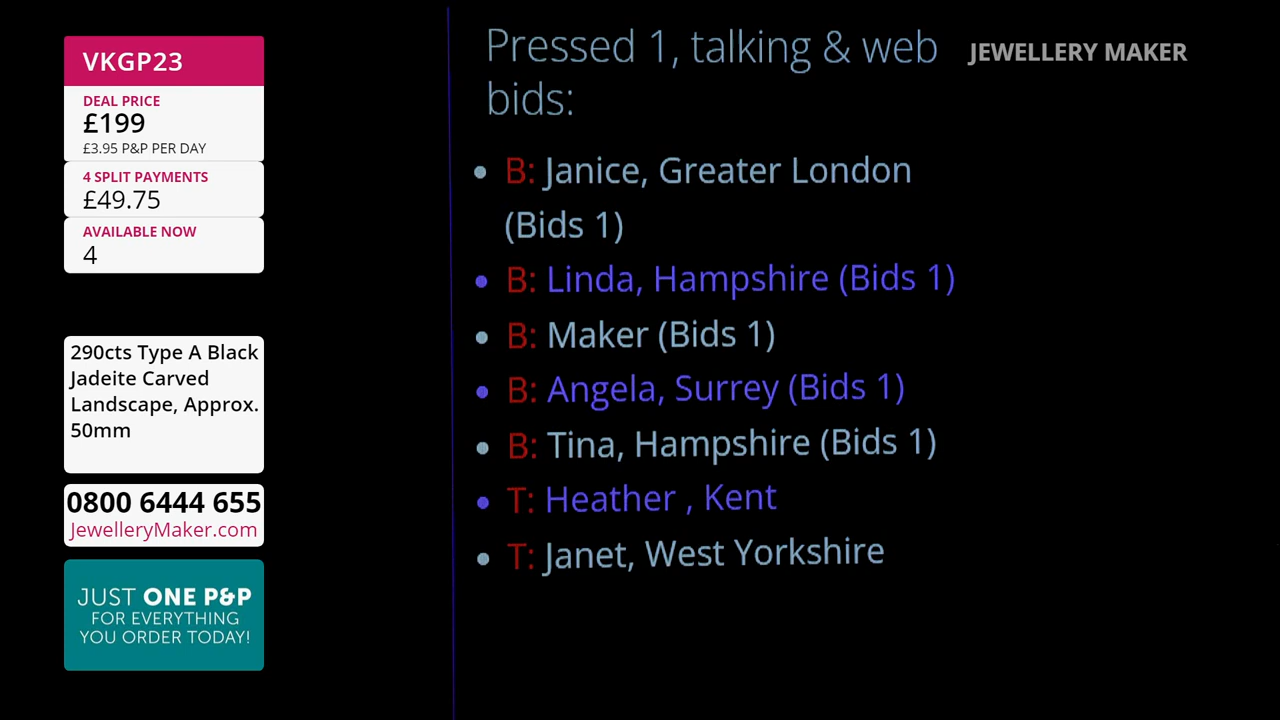 VKGP23
DEAL PRICE
£199
£3.95 P&P PER DAY
4 SPLIT PAYMENTS
£49.75
AVAILABLE NOW
4
290cts Type A Black
Jadeite Carved
Landscape, Approx.
50mm
0800 6444 655
JewelleryMaker.com
JUST ONE P&P
FOR EVERYTHING
YOU ORDER TODAY!
Pressed 1, talking & web
bids:
JEWELLERY MAKER
• B: Janice, Greater London
(Bids 1)
• B: Linda, Hampshire (Bids 1)
• B: Maker (Bids 1)
• B: Angela, Surrey (Bids 1)
• B: Tina, Hampshire (Bids 1)
• T: Heather , Kent
• T: Janet, West Yorkshire